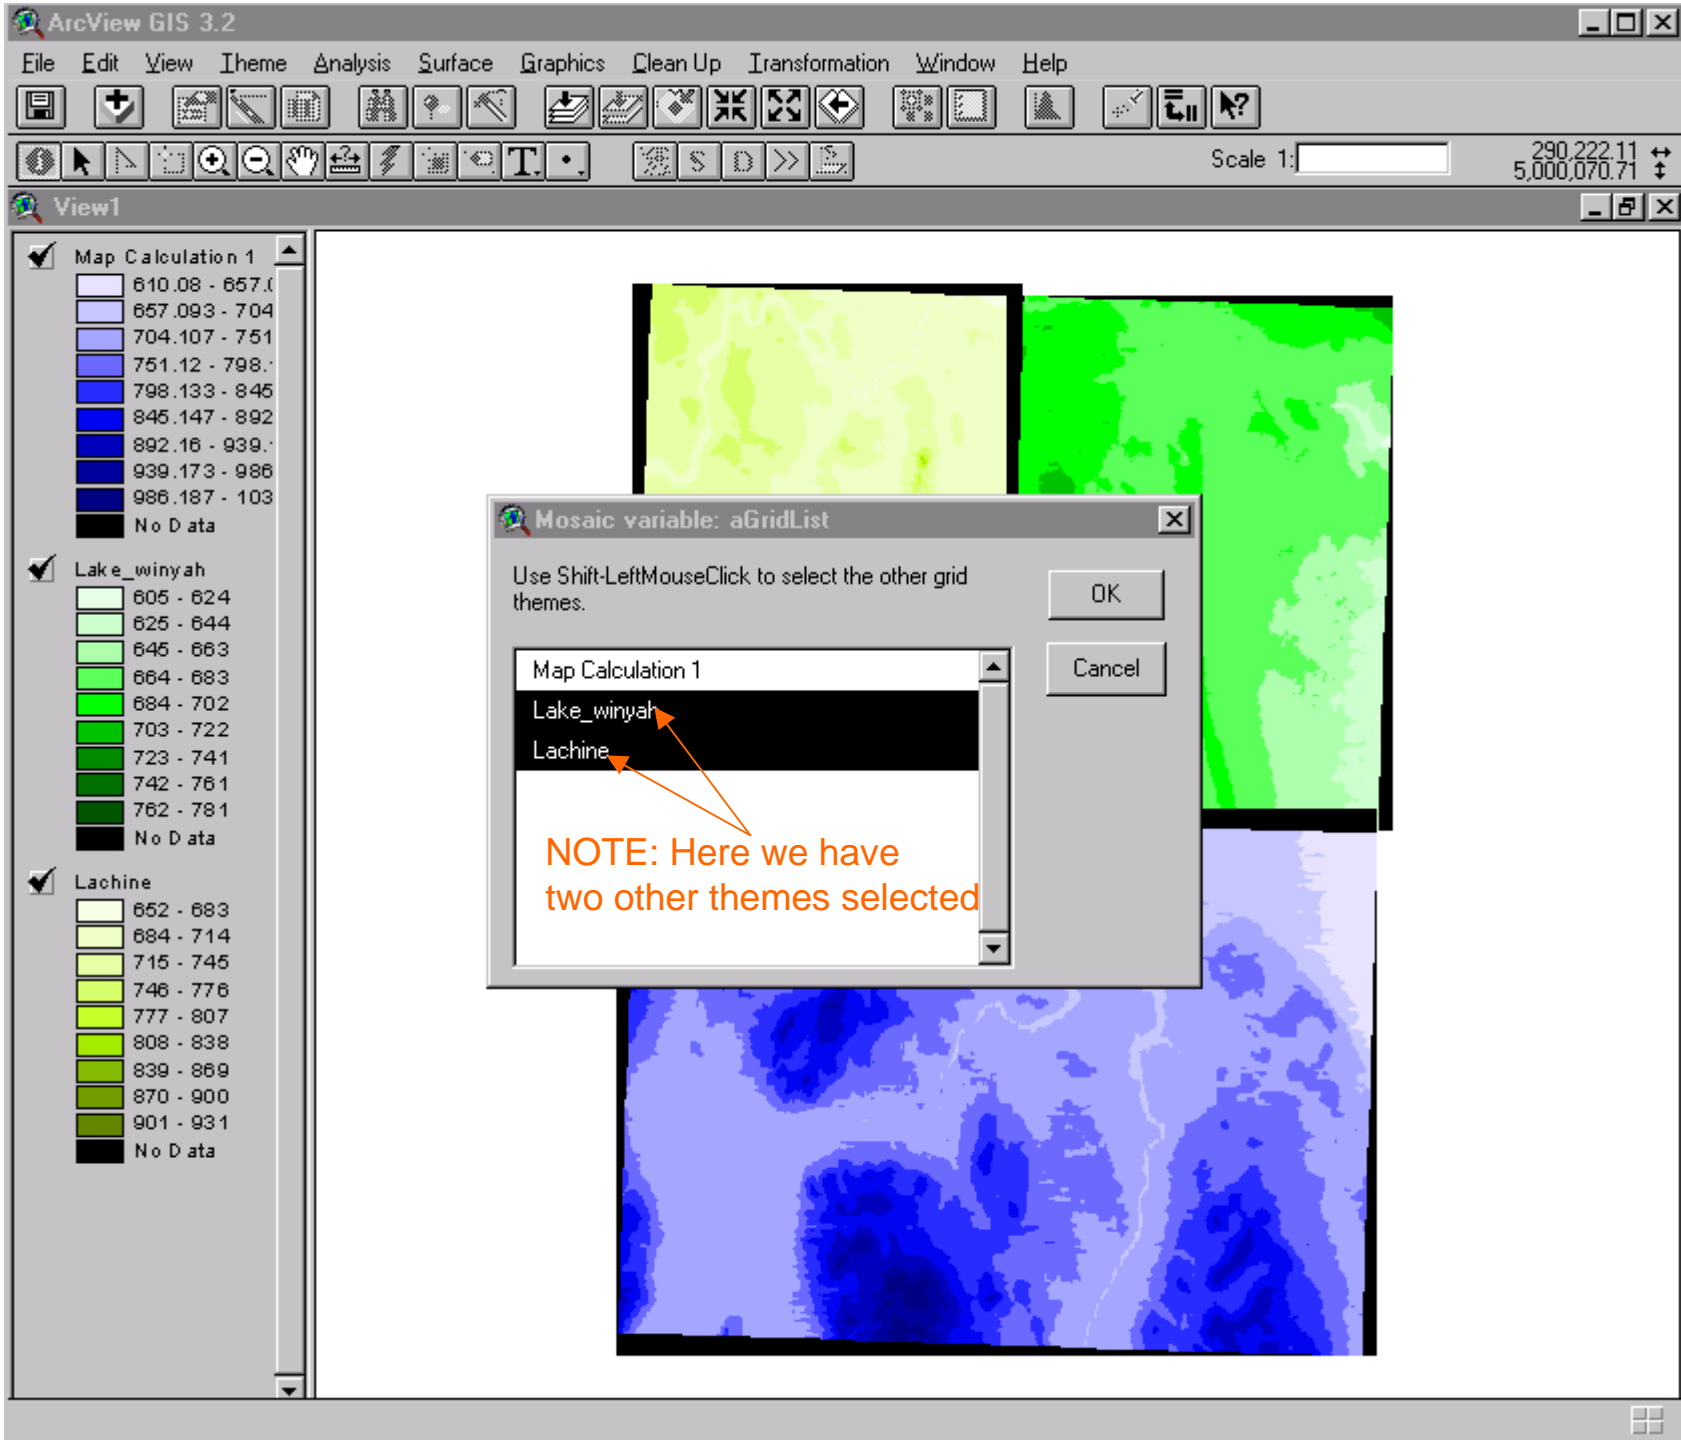 ArcView GIS 3.2
File Edit View Theme Analysis Surface Graphics Clean Up Transformation Window Help
T. S D
Scale 1: 290,222.11
5,000,070.71
View1
Map Calculation 1
610.08 - 657.0
657.093 - 704
704.107 - 751
751.12 - 798.
798.133 - 845
845.147 - 892
892.16 - 939.
939.173 - 986
986.187 - 103
No Data
Lake_winyah
605 - 624
625 - 644
645 - 663
664 - 683
684 - 702
703 - 722
723 - 741
742 - 761
762 - 781
No Data
Lachine
652 - 683
684 - 714
715 - 745
746 - 776
777 - 807
808 - 838
839 - 869
870 - 900
901 - 931
No Data
Mosaic variable: aGridList
Use Shift-LeftMouseClick to select the other grid
themes.
OK
Cancel
Map Calculation 1
Lake_winyah
Lachine
NOTE: Here we have
two other themes selected